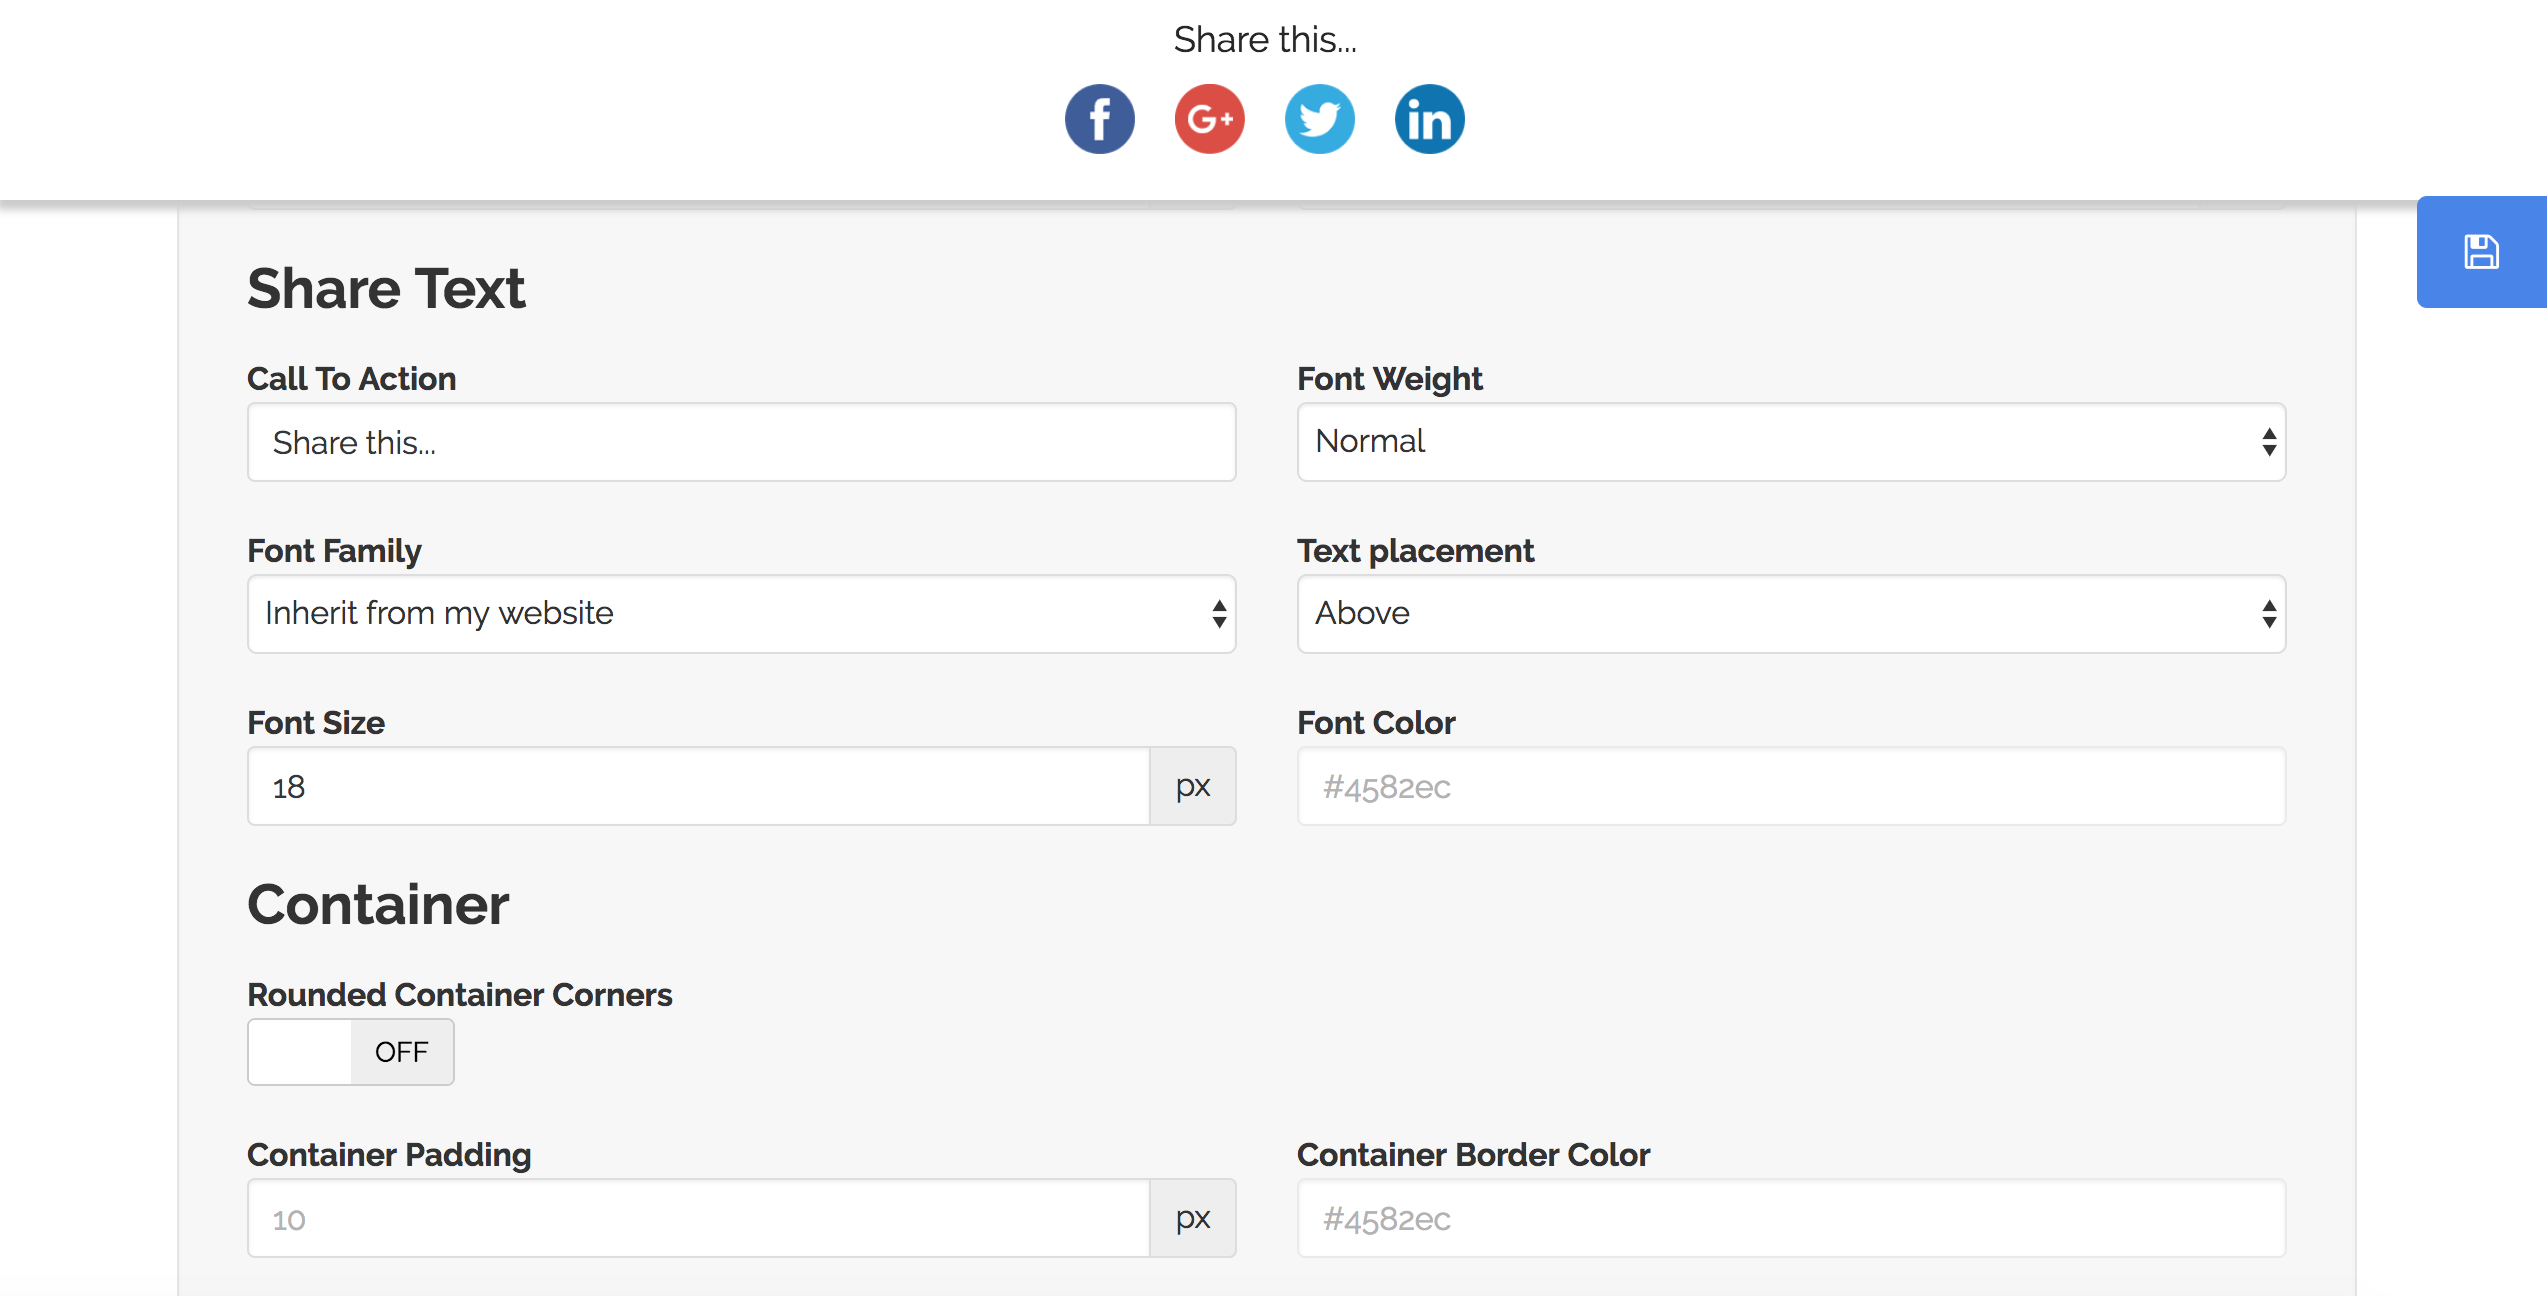 Share this...
f G+ in
Share Text
Call To Action Font Weight
Share this... Normal
Font Family Text placement
Inherit from my website Above
Font Size Font Color
18 px #4582ec
Container
Rounded Container Corners
OFF
Container Padding Container Border Color
10 px #4582ec